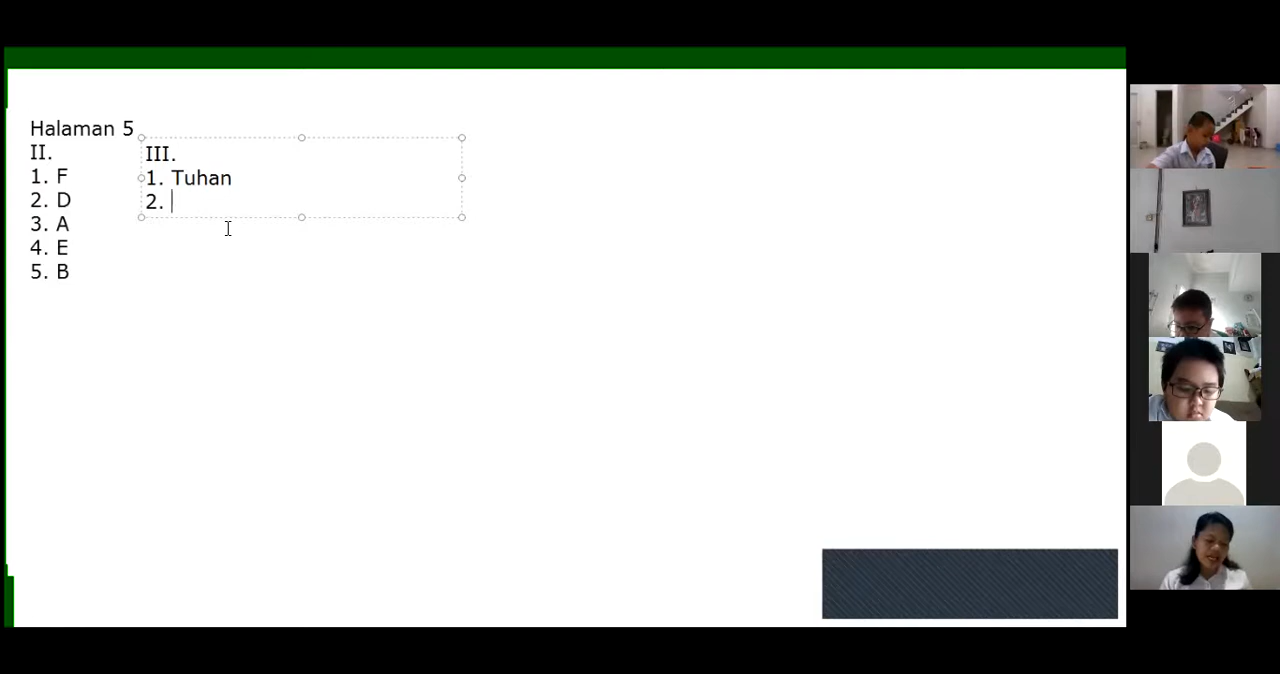 Halaman 5
II.
1. F
2. D
3. A
4. E
5. B
III.
1. Tuhan
2.